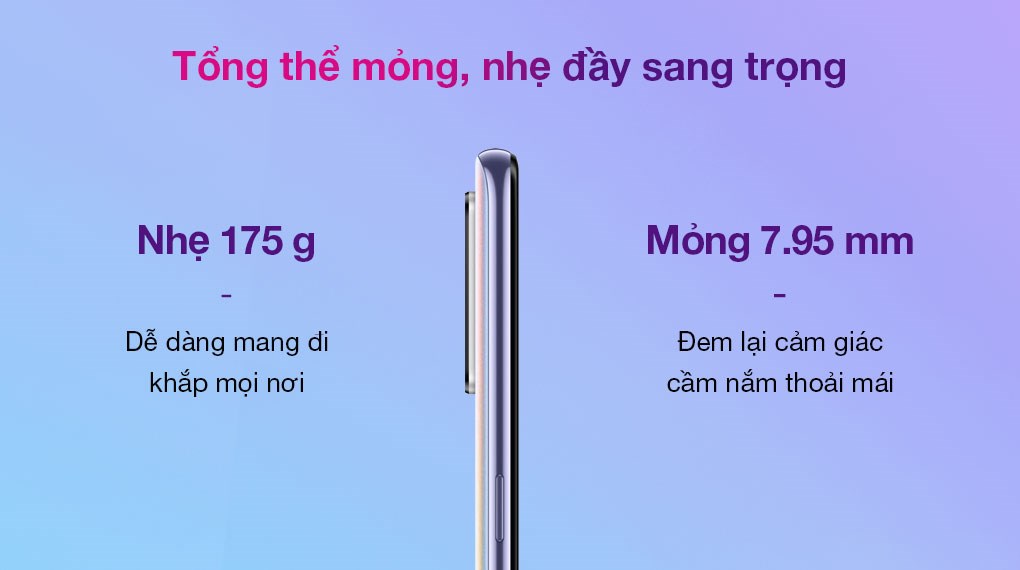 Tổng thể mỏng, nhẹ đầy sang trọng
Nhẹ 175 g
-
Dễ dàng mang đi
khắp mọi nơi
Mỏng 7.95 mm
-
Đem lại cảm giác
cầm nắm thoải mái